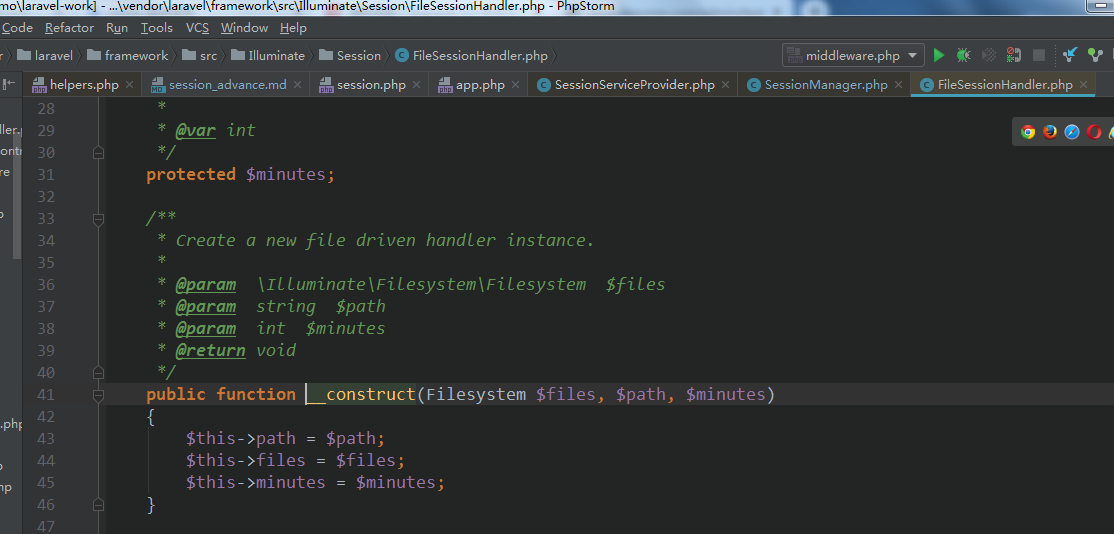 mo\laravel-work] - ...\vendor\laravel\framework\src\Illuminate\Session\FileSessionHandler.php - PhpStorm
Code Refactor Run Tools VCS Window Help
r laravel framework src Illuminate Session FileSessionHandler.php middleware.php
helpers.php session_advance.md session.php app.php SessionServiceProvider.php SessionManager.php FileSessionHandler.php
28 *
29 * @var int
30 */
31 protected $minutes;
32
33 /**
34 * Create a new file driven handler instance.
35 *
36 * @param \Illuminate\Filesystem\Filesystem $files
37 * @param string $path
38 * @param int $minutes
39 * @return void
40 */
41 public function __construct(Filesystem $files, $path, $minutes)
42 {
43 $this->path = $path;
44 $this->files = $files;
45 $this->minutes = $minutes;
46 }
47
ller.p
contr
re
p
.php
o
np